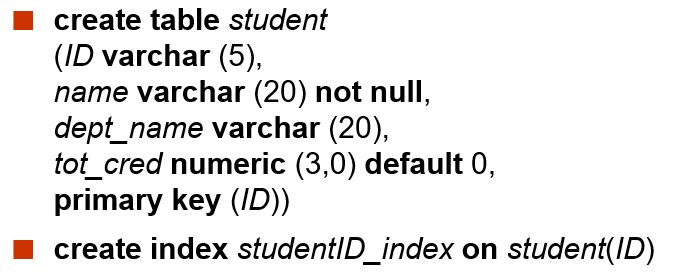 create table student
(ID varchar (5),
name varchar (20) not null,
dept_name varchar (20),
tot_cred numeric (3,0) default 0,
primary key (ID))
create index studentID_index on student(ID)